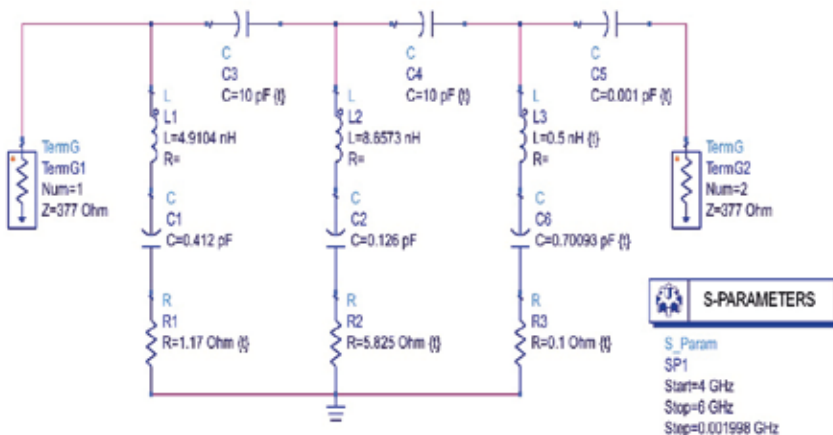 C
C3
C=10 pF {t}
C
C4
C=10 pF {t}
C
C5
C=0.001 pF {t}
L
L1
L=4.9104 nH
R=
L
L2
L=8.6573 nH
R=
L
L3
L=0.5 nH {t}
R=
TermG
TermG1
Num=1
Z=377 Ohm
TermG
TermG2
Num=2
Z=377 Ohm
C
C1
C=0.412 pF
C
C2
C=0.126 pF
C
C6
C=0.70093 pF {t}
R
R1
R=1.17 Ohm {t}
R
R2
R=5.825 Ohm {t}
R
R3
R=0.1 Ohm {t}
S-PARAMETERS
S_Param
SP1
Start=4 GHz
Stop=6 GHz
Step=0.001998 GHz